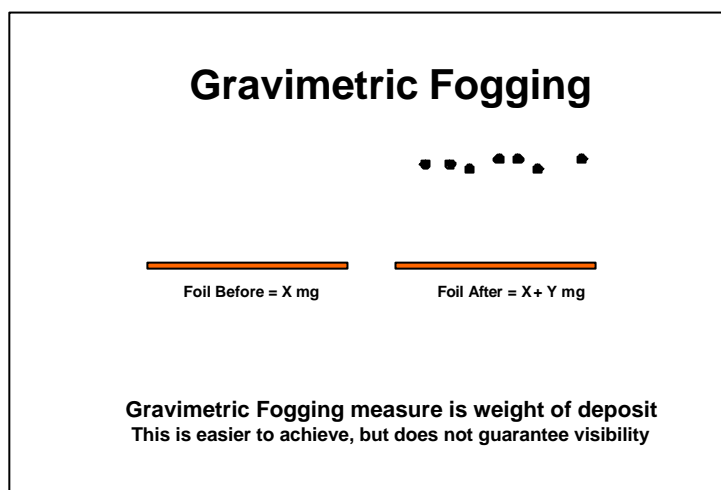 Gravimetric Fogging
Foil Before = X mg
Foil After = X+ Y mg
Gravimetric Fogging measure is weight of deposit
This is easier to achieve, but does not guarantee visibility